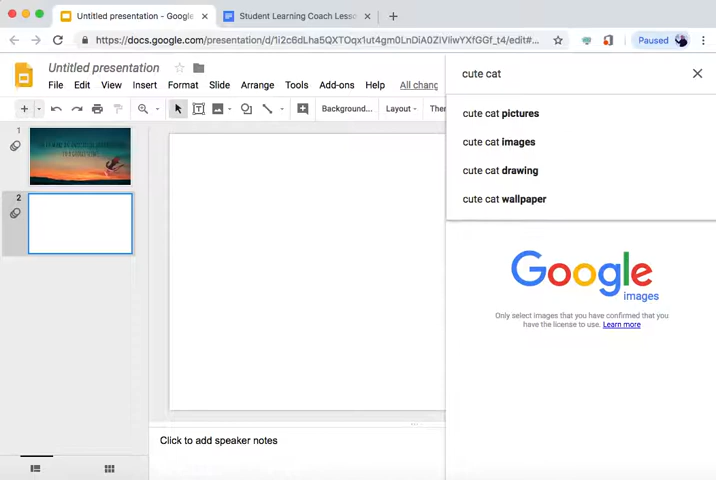 Untitled presentation - Google
Student Learning Coach Lesso
https://docs.google.com/presentation/d/1i2c6dLha5QXTOqx1ut4gm0LnDiA0ZIVliwYXfGGf_t4/edit#...
Paused
Untitled presentation
File Edit View Insert Format Slide Arrange Tools Add-ons Help All chang
Background... Layout Then
cute cat
cute cat pictures
cute cat images
cute cat drawing
cute cat wallpaper
1
2
Google
images
Only select images that you have confirmed that you
have the license to use. Learn more
Click to add speaker notes